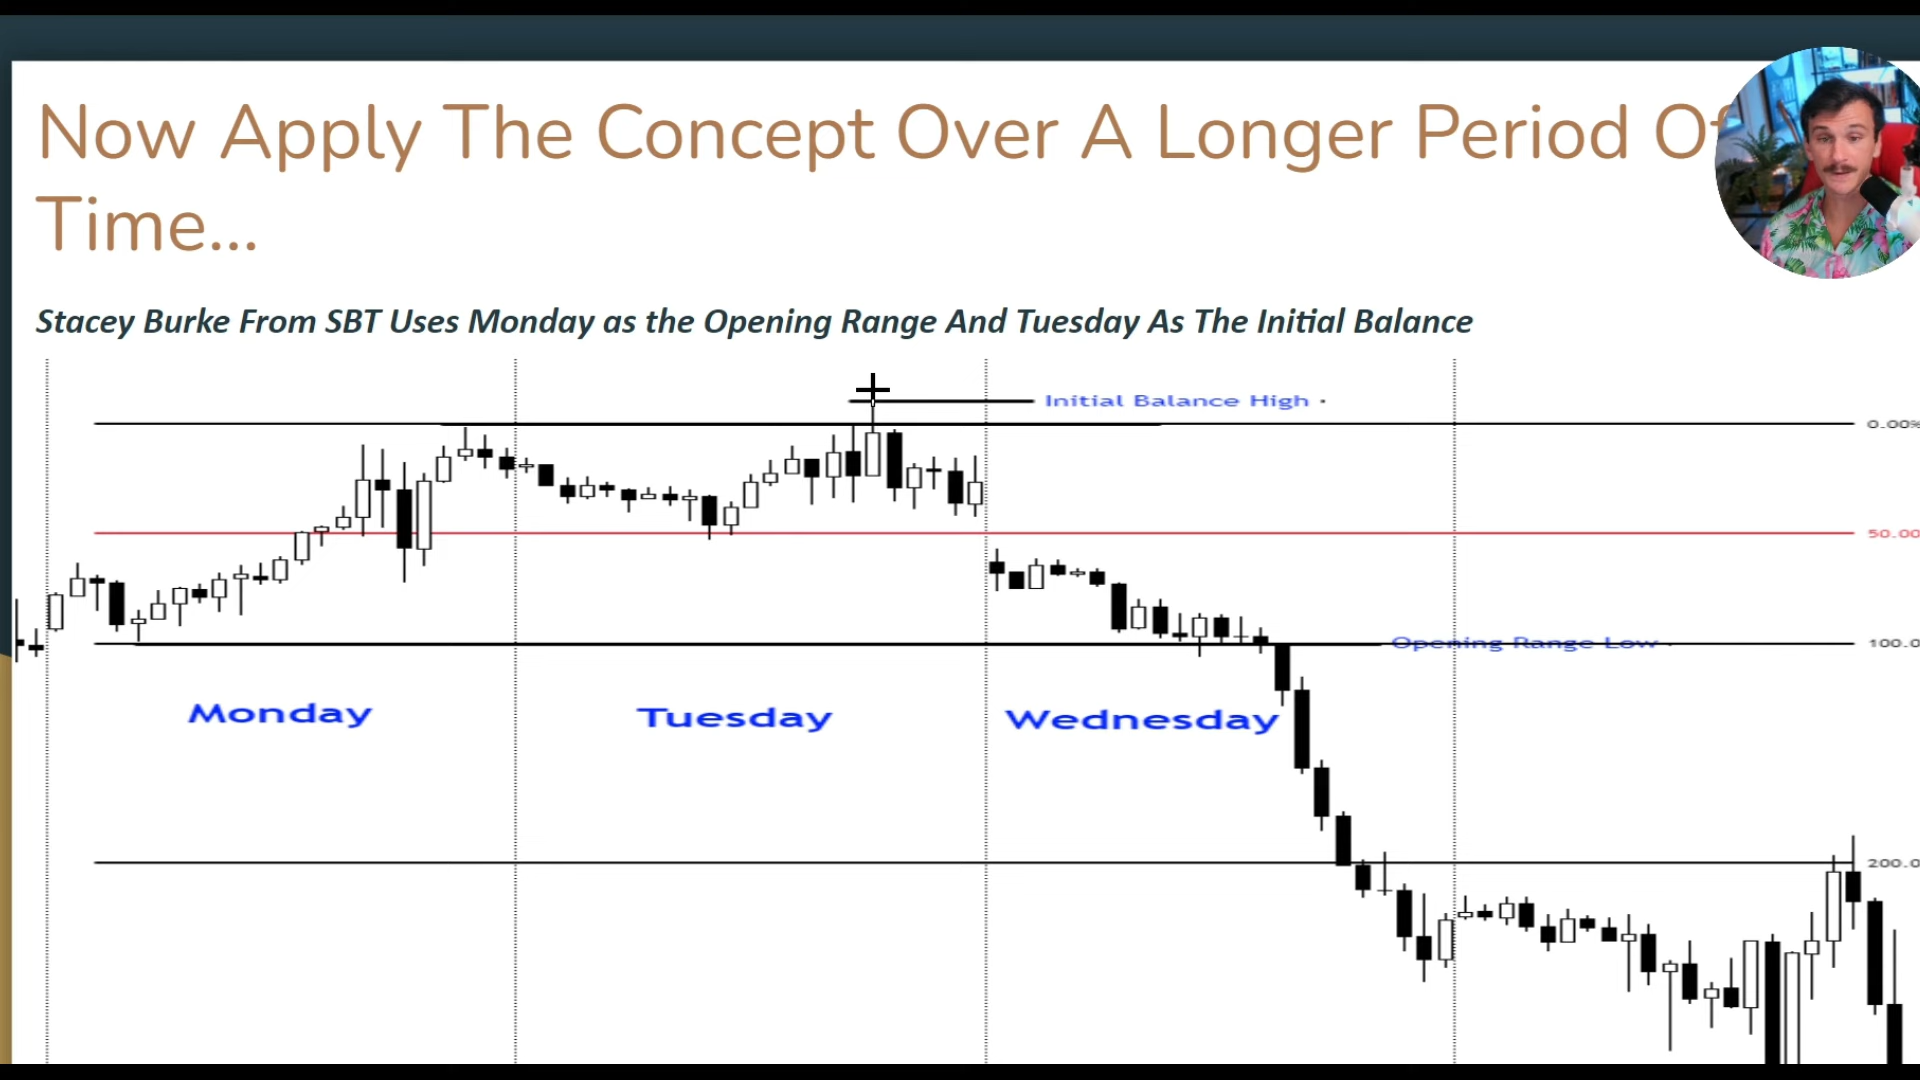 Now Apply The Concept Over A Longer Period Of
Time...
Stacey Burke From SBT Uses Monday as the Opening Range And Tuesday As The Initial Balance
Initial Balance High
0.00%
50.00
Opening Range Low
100.0
Monday
Tuesday
Wednesday
200.0